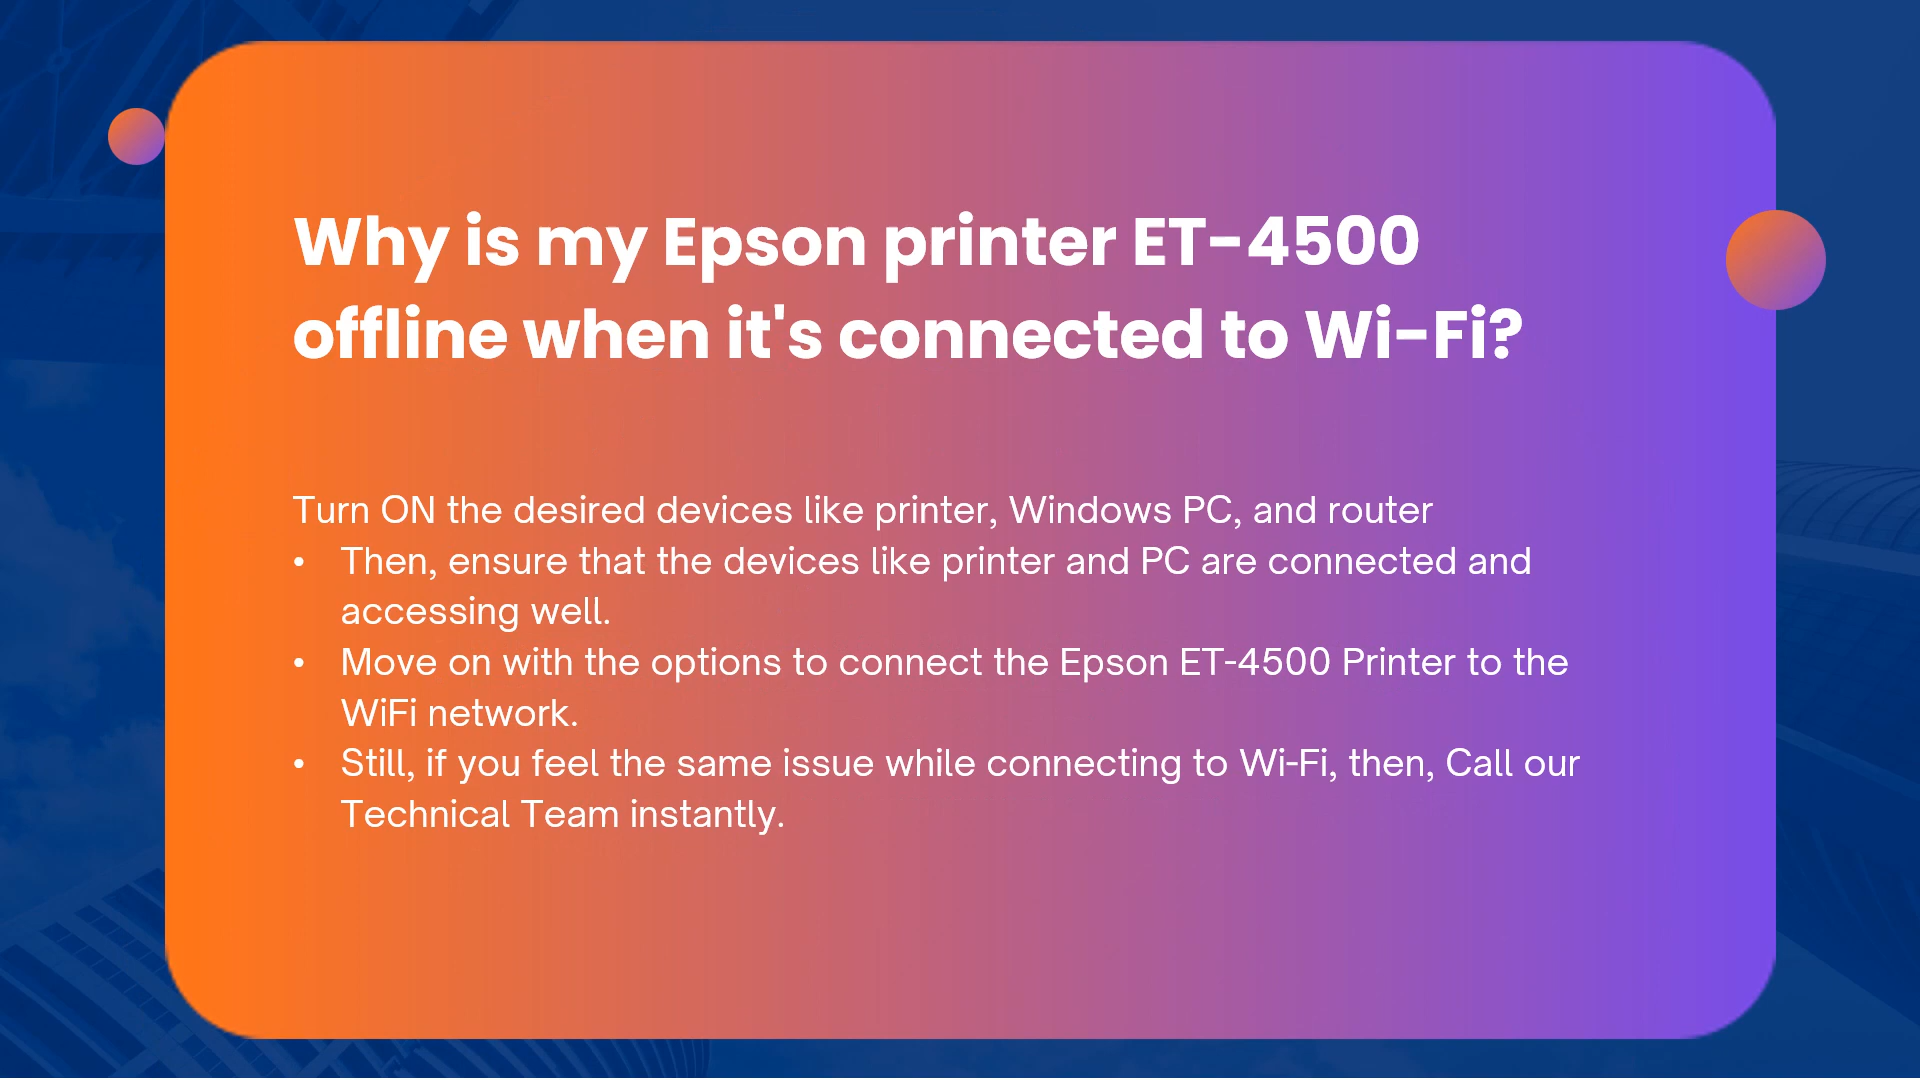 Why is my Epson printer ET-4500
offline when it's connected to Wi-Fi?
Turn ON the desired devices like printer, Windows PC, and router
• Then, ensure that the devices like printer and PC are connected and
accessing well.
• Move on with the options to connect the Epson ET-4500 Printer to the
WiFi network.
• Still, if you feel the same issue while connecting to Wi-Fi, then, Call our
Technical Team instantly.